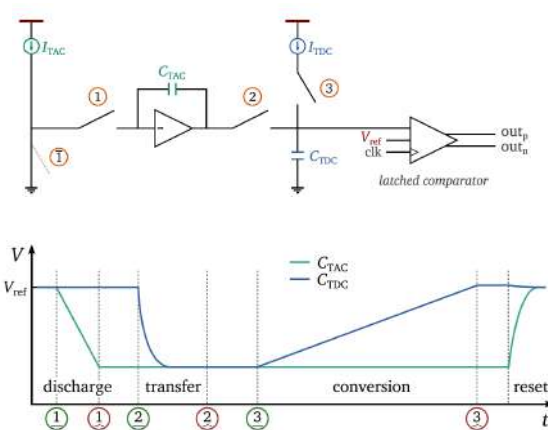 I_TAC
I_TDC
C_TAC
①
②
③
①̅
V_ref
clk
C_TDC
out_p
out_n
latched comparator
V
C_TAC
C_TDC
V_ref
discharge transfer conversion reset
① ① ② ② ③ ③ t